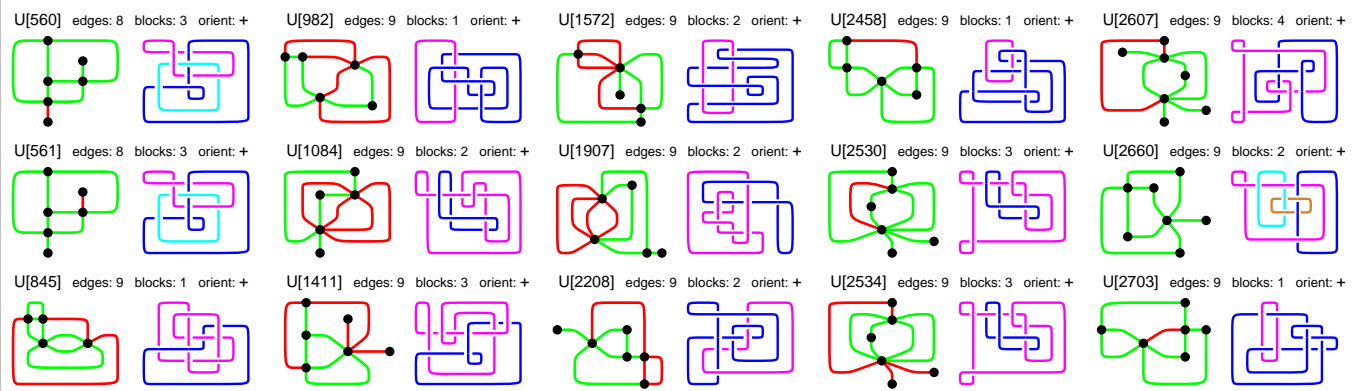 U[560] edges: 8 blocks: 3 orient: + U[982] edges: 9 blocks: 1 orient: + U[1572] edges: 9 blocks: 2 orient: + U[2458] edges: 9 blocks: 1 orient: + U[2607] edges: 9 blocks: 4 orient: +
U[561] edges: 8 blocks: 3 orient: + U[1084] edges: 9 blocks: 2 orient: + U[1907] edges: 9 blocks: 2 orient: + U[2530] edges: 9 blocks: 3 orient: + U[2660] edges: 9 blocks: 2 orient: +
U[845] edges: 9 blocks: 1 orient: + U[1411] edges: 9 blocks: 3 orient: + U[2208] edges: 9 blocks: 2 orient: + U[2534] edges: 9 blocks: 3 orient: + U[2703] edges: 9 blocks: 1 orient: +